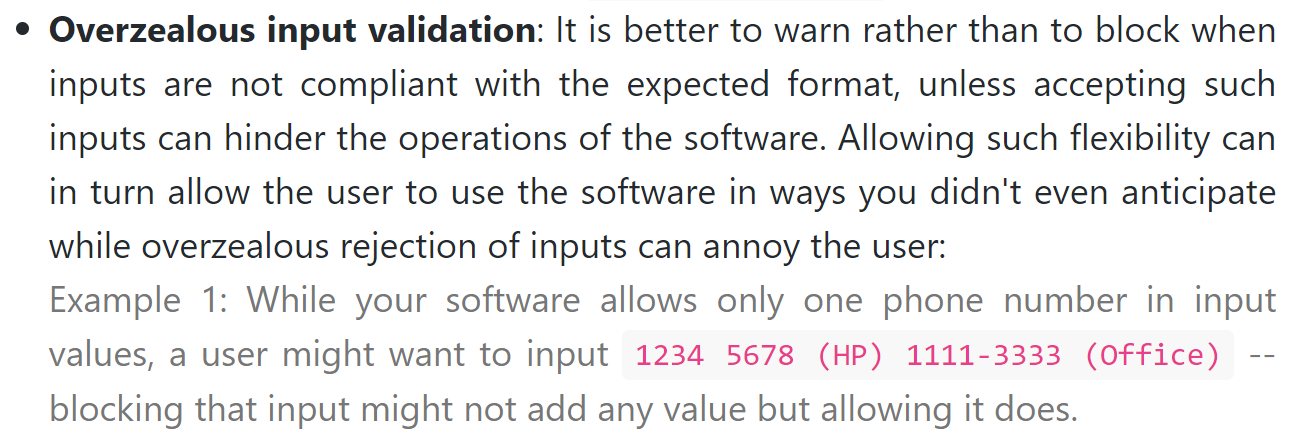 • Overzealous input validation: It is better to warn rather than to block when
inputs are not compliant with the expected format, unless accepting such
inputs can hinder the operations of the software. Allowing such flexibility can
in turn allow the user to use the software in ways you didn't even anticipate
while overzealous rejection of inputs can annoy the user:
Example 1: While your software allows only one phone number in input
values, a user might want to input 1234 5678 (HP) 1111-3333 (Office) --
blocking that input might not add any value but allowing it does.